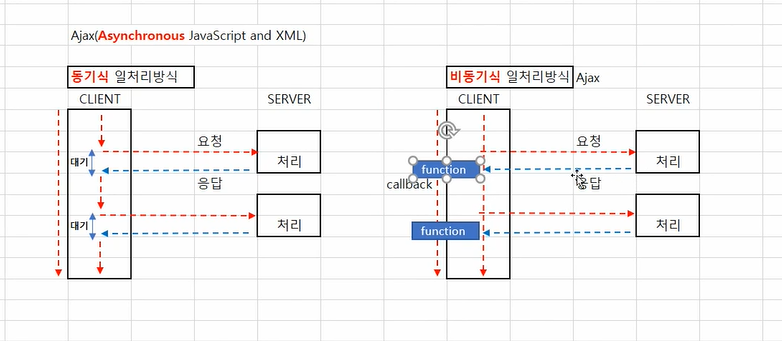 Ajax(Asynchronous JavaScript and XML)
동기식 일처리방식
CLIENT
SERVER
요청
대기
처리
응답
대기
처리
비동기식 일처리방식 Ajax
CLIENT
SERVER
요청
function
처리
callback
응답
function
처리